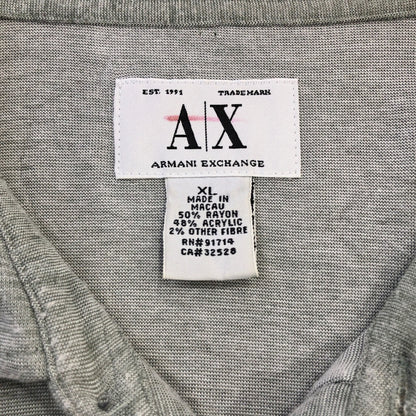 EST. 1991 TRADEMARK
A|X
ARMANI EXCHANGE
XL
MADE IN
MACAU
50% RAYON
48% ACRYLIC
2% OTHER FIBRE
RN#91714
CA#32528